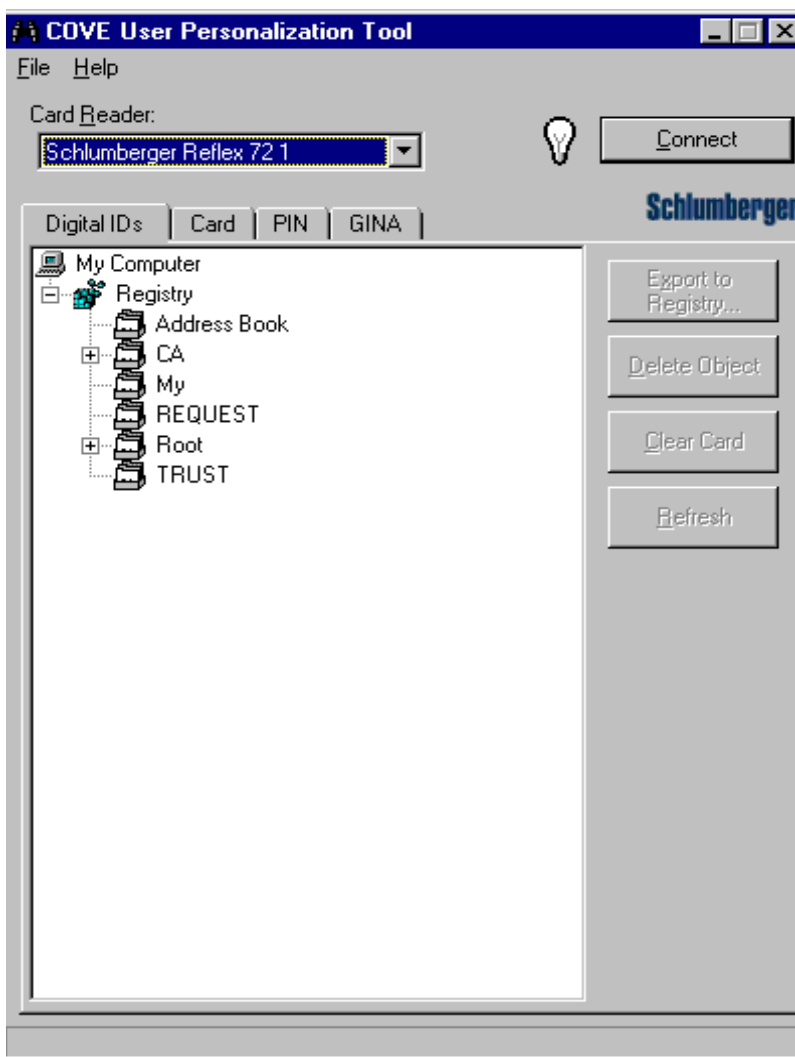 COVE User Personalization Tool
File Help
Card Reader:
Schlumberger Reflex 72 1
Connect
Schlumberger
Digital IDs Card PIN GINA
My Computer
Registry
Address Book
CA
My
REQUEST
Root
TRUST
Export to
Registry...
Delete Object
Clear Card
Refresh